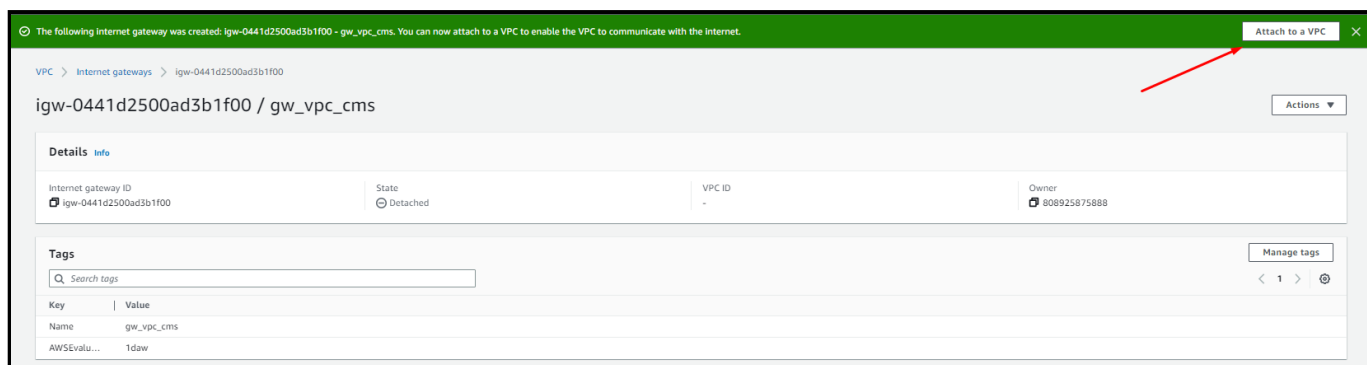 The following internet gateway was created: igw-0441d2500ad3b1f00 - gw_vpc_cms. You can now attach to a VPC to enable the VPC to communicate with the internet. Attach to a VPC
VPC > Internet gateways > igw-0441d2500ad3b1f00
igw-0441d2500ad3b1f00 / gw_vpc_cms Actions
Details Info
Internet gateway ID State VPC ID Owner
igw-0441d2500ad3b1f00 Detached - 808925875888
Tags Manage tags
Search tags < 1 >
Key Value
Name gw_vpc_cms
AWSEvalu... 1daw